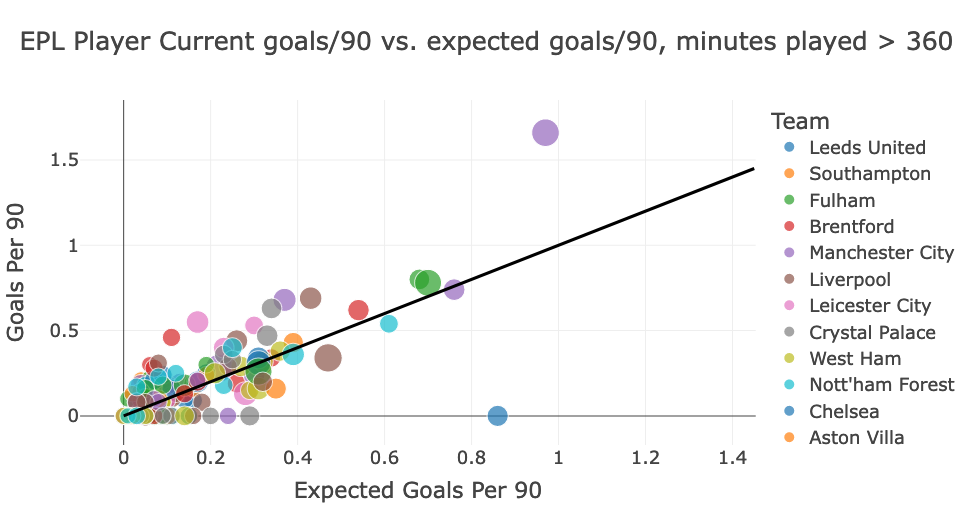 EPL Player Current goals/90 vs. expected goals/90, minutes played > 360
Team
Leeds United
Southampton
Fulham
Brentford
Manchester City
Liverpool
Leicester City
Crystal Palace
West Ham
Nott'ham Forest
Chelsea
Aston Villa
Goals Per 90
1.5
1
0.5
0
0
0.2
0.4
0.6
0.8
1
1.2
1.4
Expected Goals Per 90